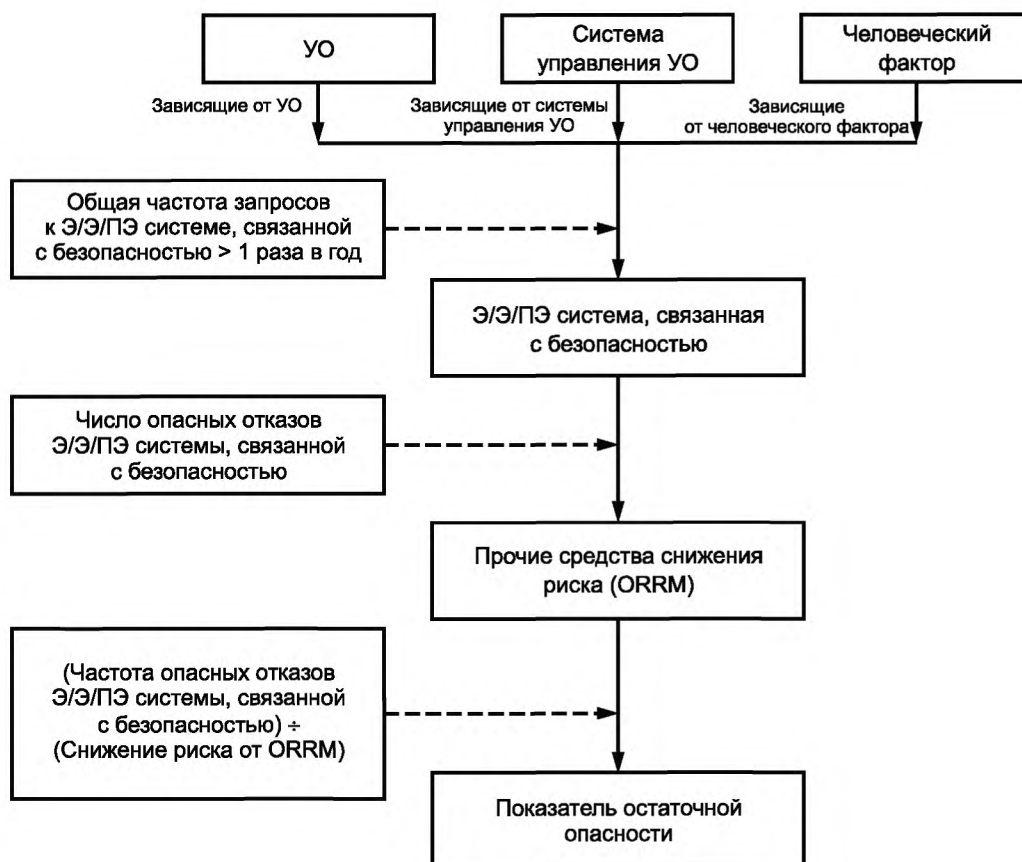 УО
Система
управления УО
Человеческий
фактор
Зависящие от УО
Зависящие от системы
управления УО
Зависящие
от человеческого фактора
Общая частота запросов
к Э/Э/ПЭ системе, связанной
с безопасностью > 1 раза в год
Э/Э/ПЭ система, связанная
с безопасностью
Число опасных отказов
Э/Э/ПЭ системы, связанной
с безопасностью
Прочие средства снижения
риска (ORRM)
(Частота опасных отказов
Э/Э/ПЭ системы, связанной
с безопасностью) ÷
(Снижение риска от ORRM)
Показатель остаточной
опасности